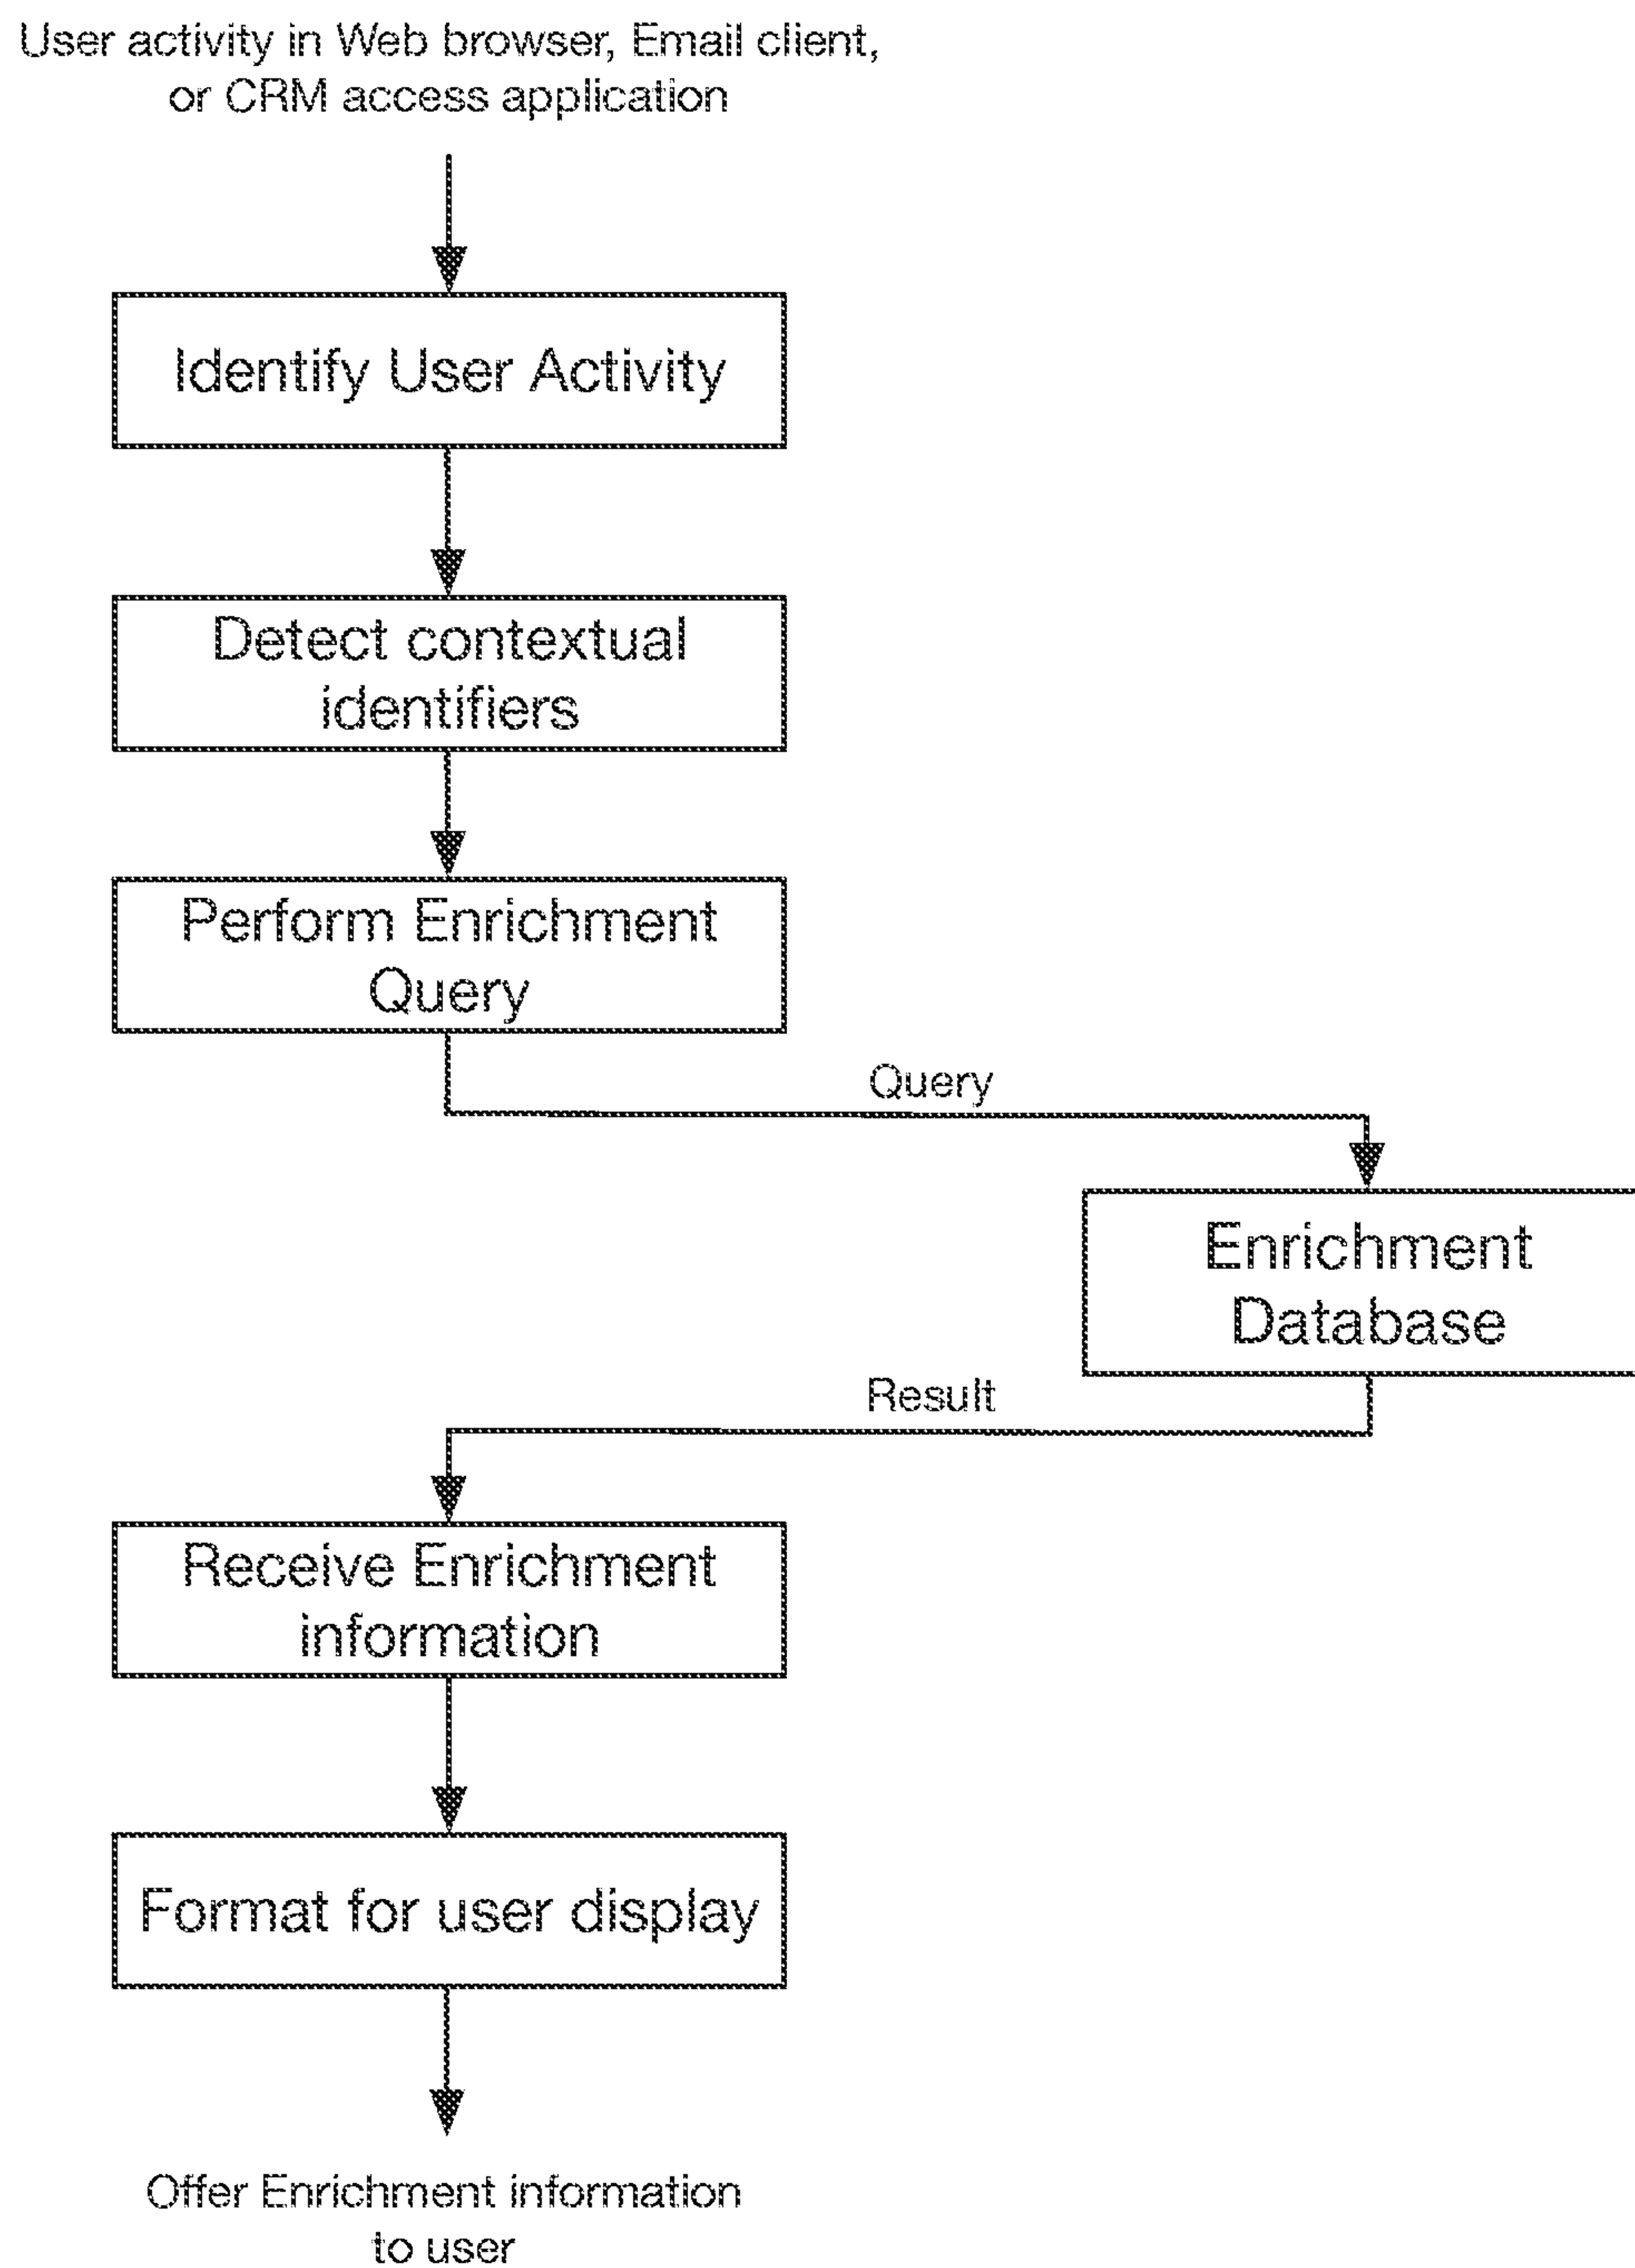 User activity in Web browser, Email client,
or CRM access application
Identify User Activity
Detect contextual
identifiers
Perform Enrichment
Query
Query
Enrichment
Database
Result
Receive Enrichment
information
Format for user display
Offer Enrichment information
to user